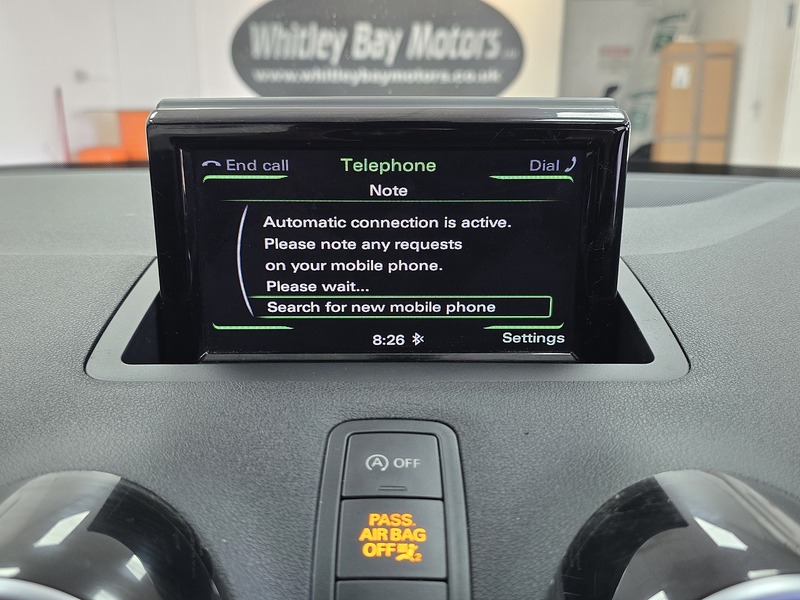 Whitley Bay Motors
www.whitleybaymotors.co.uk
End call Telephone Dial
Note
Automatic connection is active.
Please note any requests
on your mobile phone.
Please wait...
Search for new mobile phone
8:26 Settings
A OFF
PASS.
AIR BAG
OFF 2